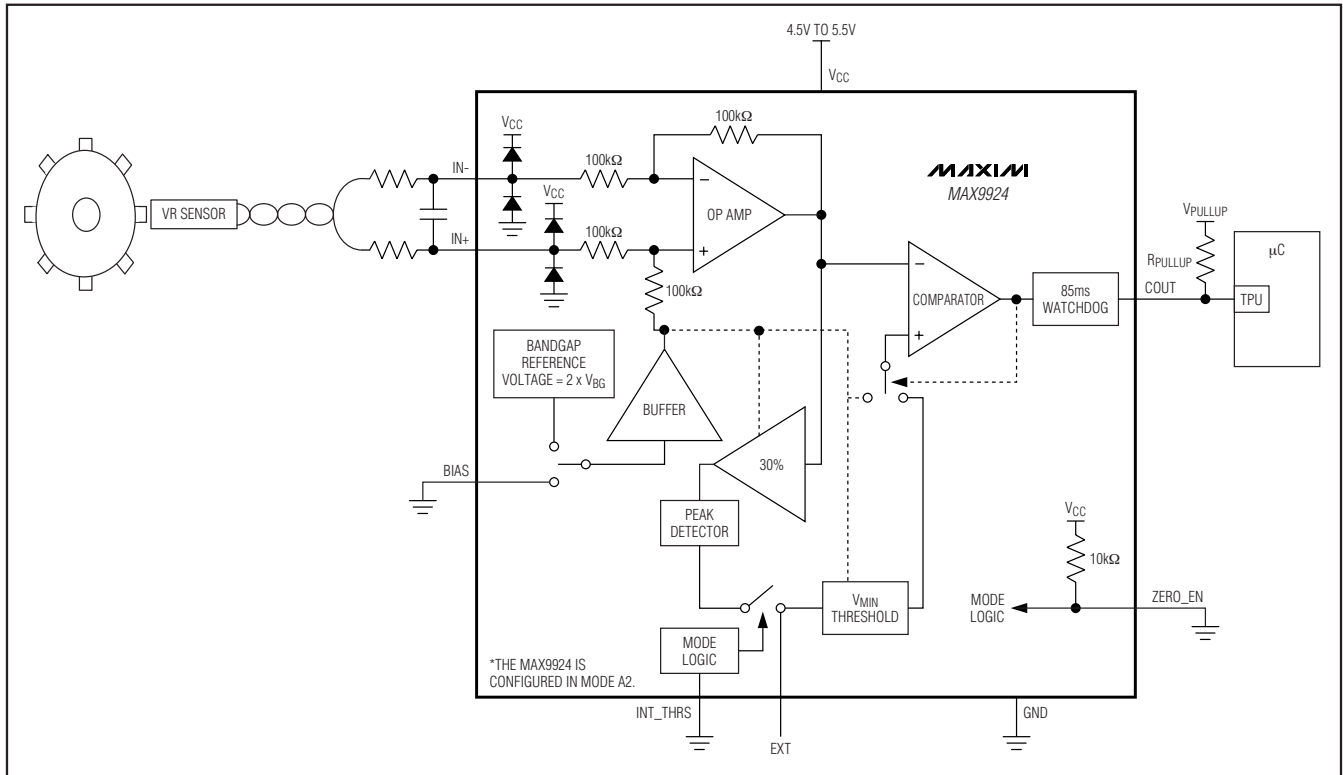 4.5V TO 5.5V
VCC
VCC
100kΩ
MAXIM
MAX9924
IN-
100kΩ
VCC
OP AMP
VPULLUP
µC
VR SENSOR
IN+
100kΩ
RPULLUP
COUT
TPU
100kΩ
COMPARATOR
85ms
WATCHDOG
BANDGAP
REFERENCE
VOLTAGE = 2 x VBG
BUFFER
30%
BIAS
PEAK
DETECTOR
VCC
10kΩ
VMIN
THRESHOLD
MODE
LOGIC
ZERO_EN
MODE
LOGIC
*THE MAX9924 IS
CONFIGURED IN MODE A2.
INT_THRS
EXT
GND